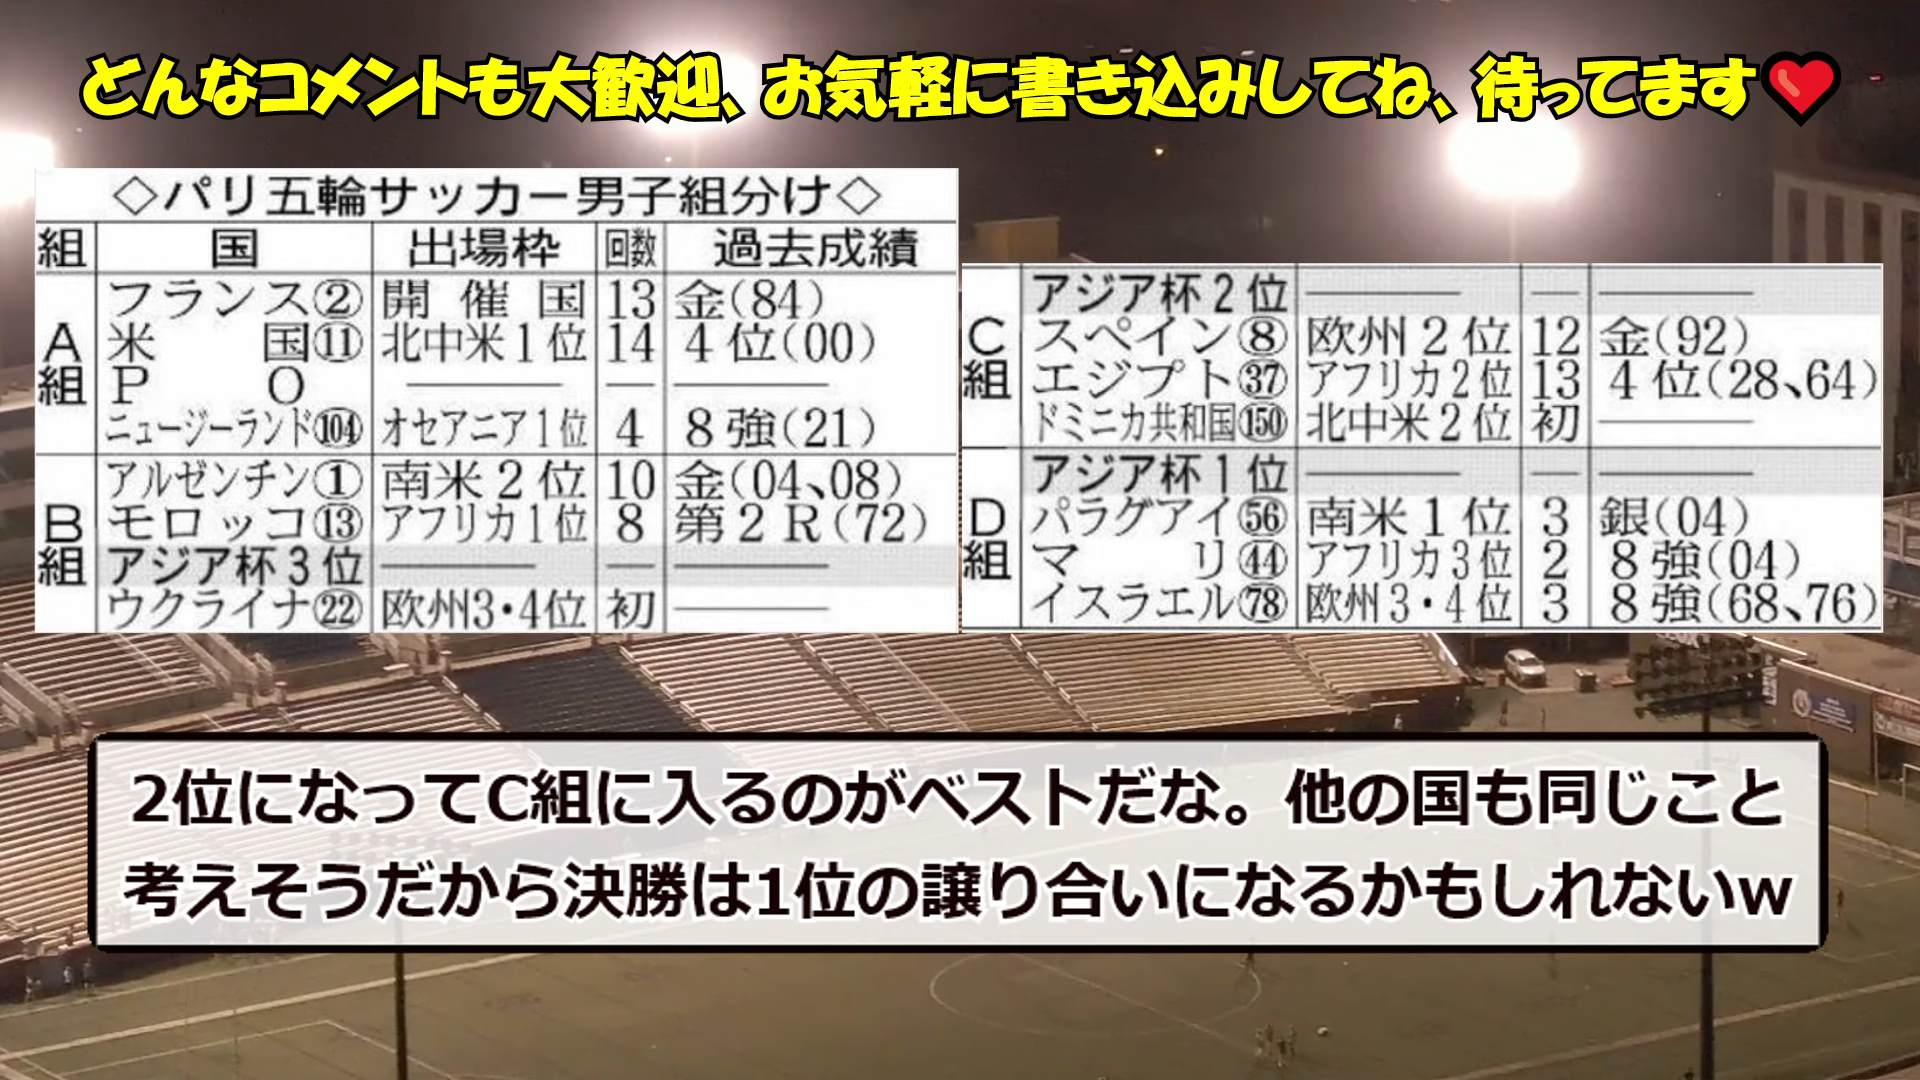 どんなコメントも大歓迎、お気軽に書き込みしてね、待ってます
◇パリ五輪サッカー男子組分け◇
組 国 出場枠 回数 過去成績
A組
フランス② 開催国 13 金(84)
米国⑪ 北中米1位 14 4位(00)
PO ── ─ ──
ニュージーランド(104) オセアニア1位 4 8強(21)
B組
アルゼンチン① 南米2位 10 金(04、08)
モロッコ⑬ アフリカ1位 8 第2R(72)
アジア杯3位 ── ─ ──
ウクライナ㉒ 欧州3・4位 初 ──
C組
アジア杯2位 ── ─ ──
スペイン⑧ 欧州2位 12 金(92)
エジプト㊲ アフリカ2位 13 4位(28、64)
ドミニカ共和国(150) 北中米2位 初 ──
D組
アジア杯1位 ── ─ ──
パラグアイ(56) 南米1位 3 銀(04)
マリ㊹ アフリカ3位 2 8強(04)
イスラエル(78) 欧州3・4位 3 8強(68、76)
2位になってC組に入るのがベストだな。他の国も同じこと
考えそうだから決勝は1位の譲り合いになるかもしれないw